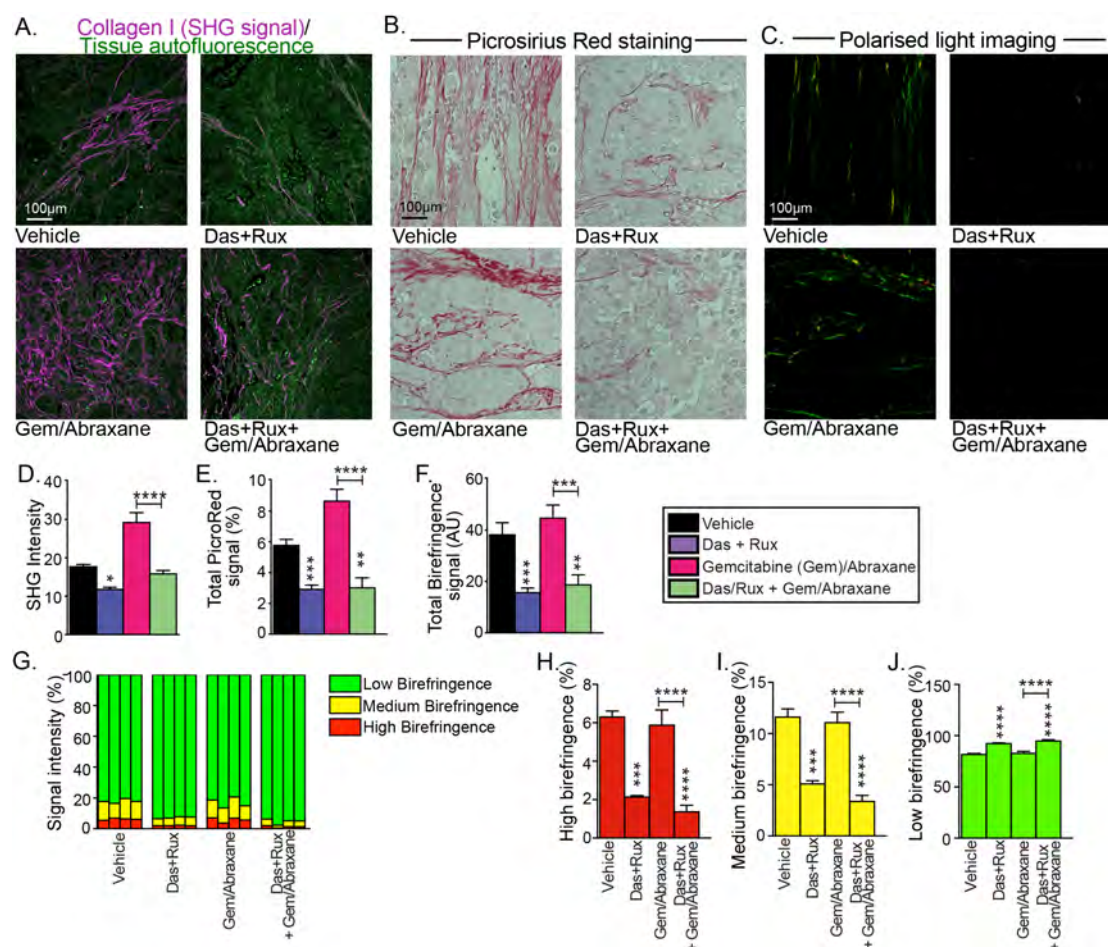 A.
Collagen I (SHG signal)/
Tissue autofluorescence
100µm
Vehicle
Das+Rux
Gem/Abraxane
Das+Rux+
Gem/Abraxane
B.
Picrosirius Red staining
100µm
Vehicle
Das+Rux
Gem/Abraxane
Das+Rux+
Gem/Abraxane
C.
Polarised light imaging
100µm
Vehicle
Das+Rux
Gem/Abraxane
Das+Rux+
Gem/Abraxane
D.
SHG Intensity
40
30
20
10
0
*
****
E.
Total PicroRed
signal (%)
10
8
6
4
2
0
***
****
**
F.
Total Birefringence
signal (AU)
60
40
20
0
***
***
**
Vehicle
Das + Rux
Gemcitabine (Gem)/Abraxane
Das/Rux + Gem/Abraxane
G.
Signal intensity (%)
100
80
60
40
20
0
Vehicle
Das+Rux
Gem/Abraxane
Das+Rux
+ Gem/Abraxane
Low Birefringence
Medium Birefringence
High Birefringence
H.
High birefringence (%)
8
6
4
2
0
***
****
****
Vehicle
Das+Rux
Gem/Abraxane
Das+Rux
+ Gem/Abraxane
I.
Medium birefringence (%)
15
10
5
0
***
****
****
Vehicle
Das+Rux
Gem/Abraxane
Das+Rux
+ Gem/Abraxane
J.
Low birefringence (%)
150
100
50
0
****
****
****
Vehicle
Das+Rux
Gem/Abraxane
Das+Rux
+ Gem/Abraxane